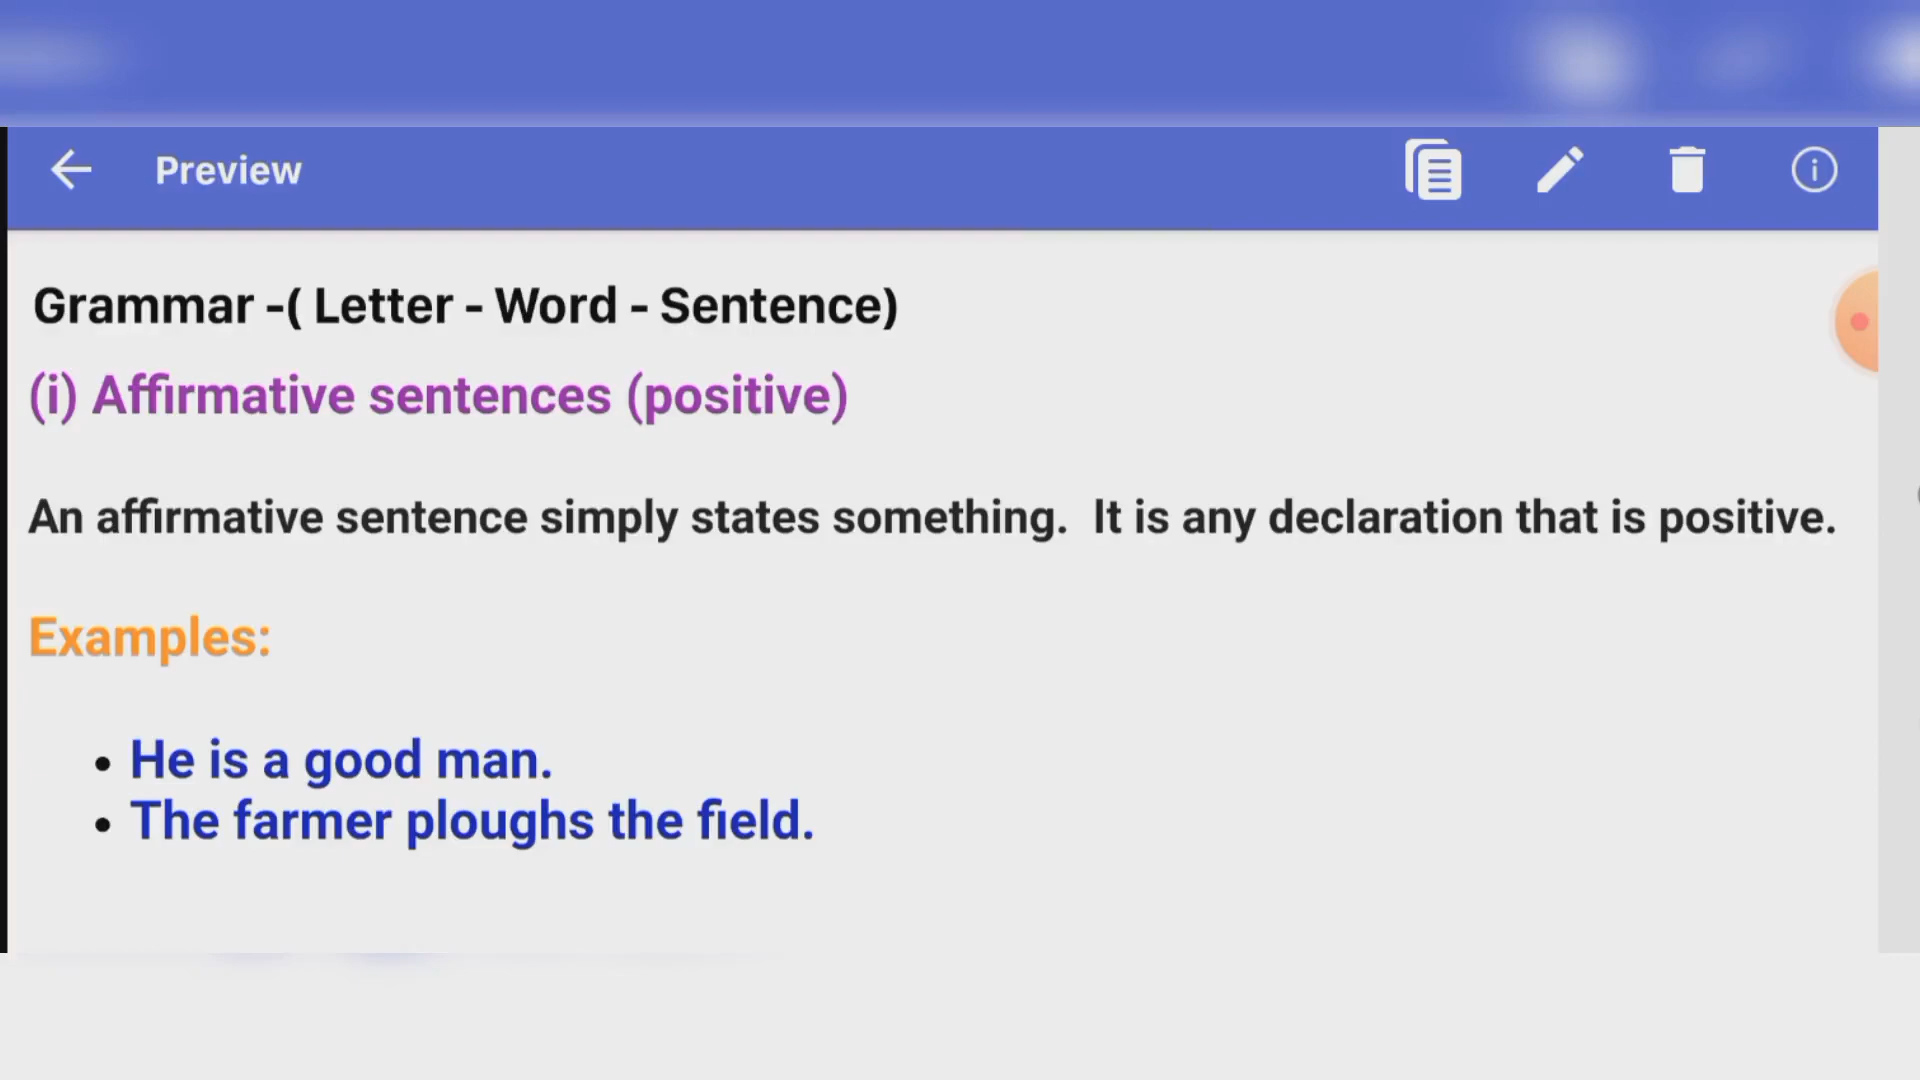 Preview
Grammar -( Letter - Word - Sentence)
(i) Affirmative sentences (positive)
An affirmative sentence simply states something.  It is any declaration that is positive.
Examples:
• He is a good man.
• The farmer ploughs the field.